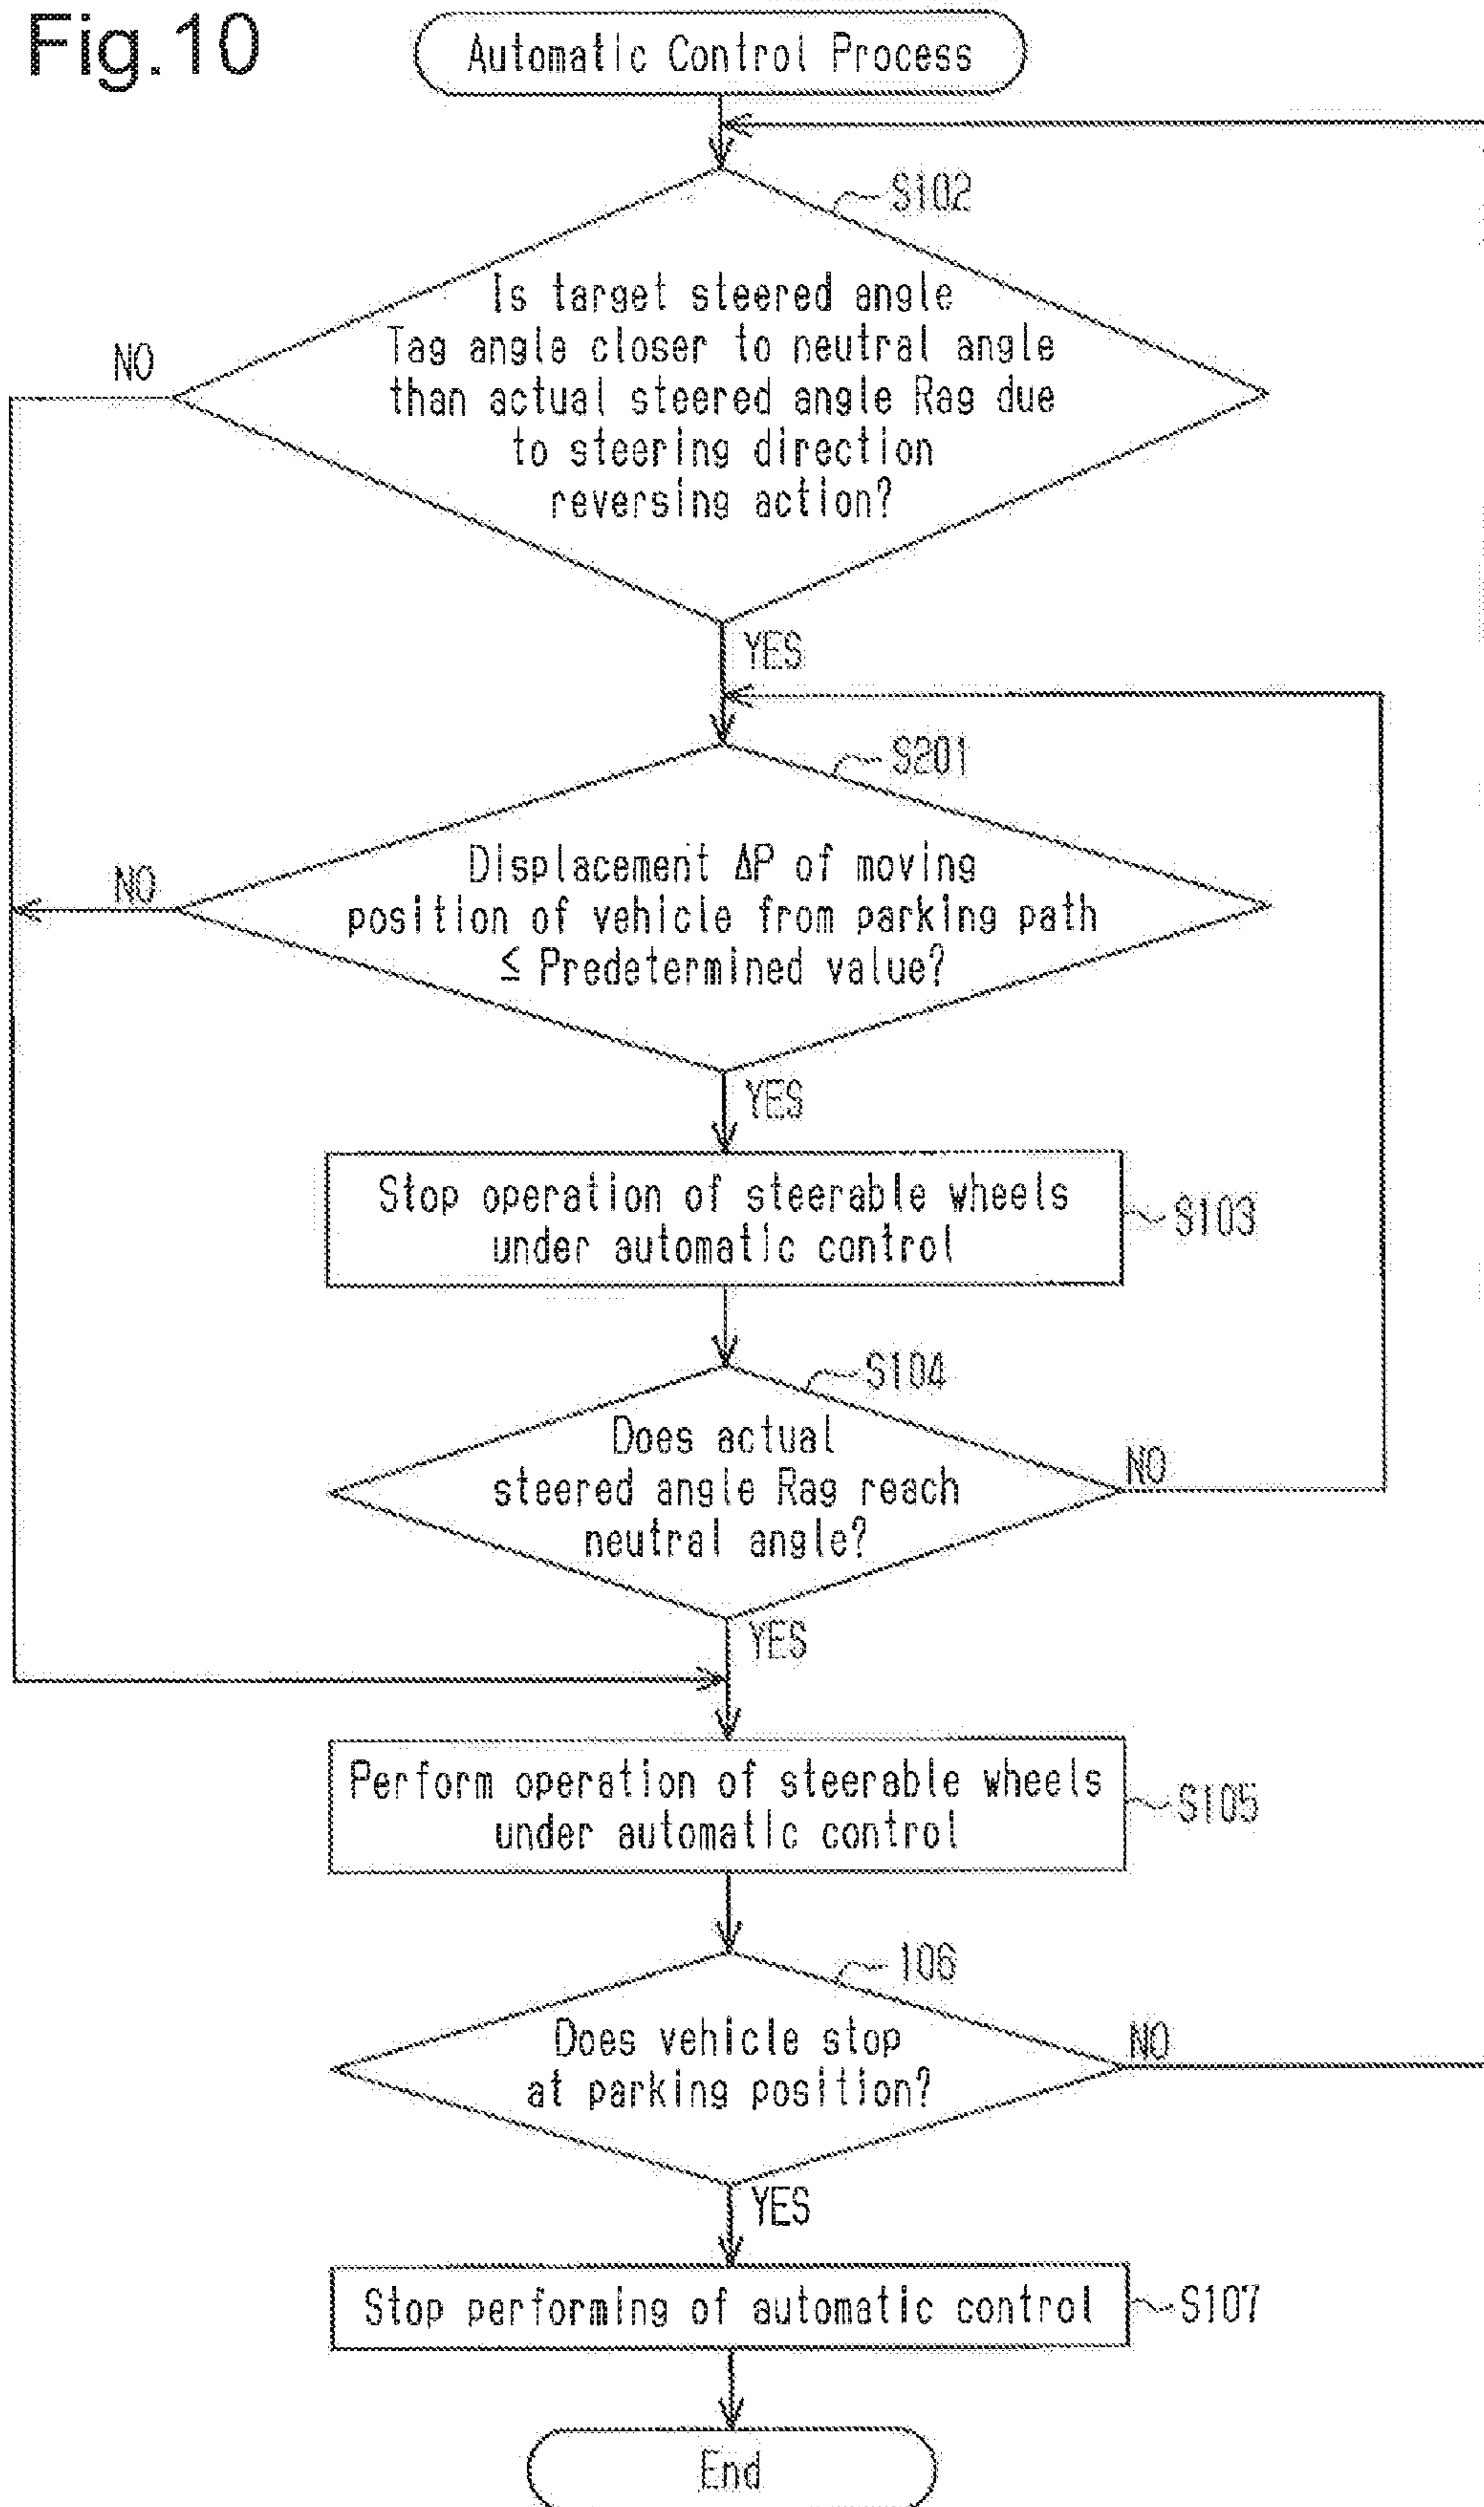 Fig.10
Automatic Control Process
S102
Is target steered angle
Tag angle closer to neutral angle
than actual steered angle Rag due
to steering direction
reversing action?
NO
YES
S201
Displacement ΔP of moving
position of vehicle from parking path
≤ Predetermined value?
NO
YES
Stop operation of steerable wheels
under automatic control
S103
S104
Does actual
steered angle Rag reach
neutral angle?
NO
YES
Perform operation of steerable wheels
under automatic control
S105
106
Does vehicle stop
at parking position?
NO
YES
Stop performing of automatic control
S107
End